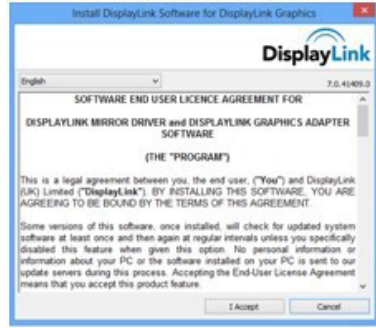 Install DisplayLink Software for DisplayLink Graphics
DisplayLink
English
7.0.41409.0
SOFTWARE END USER LICENCE AGREEMENT FOR
DISPLAYLINK MIRROR DRIVER and DISPLAYLINK GRAPHICS ADAPTER
SOFTWARE
(THE "PROGRAM")
This is a legal agreement between you, the end user, ("You") and DisplayLink
(UK) Limited ("DisplayLink"). BY INSTALLING THIS SOFTWARE, YOU ARE
AGREEING TO BE BOUND BY THE TERMS OF THIS AGREEMENT.
Some versions of this software, once installed, will check for updated system
software at least once and then again at regular intervals unless you specifically
disabled this feature when given this option. No personal information or
information about your PC or the software installed on your PC is sent to our
update servers during this process. Accepting the End-User License Agreement
means that you accept this product feature.
I Accept
Cancel